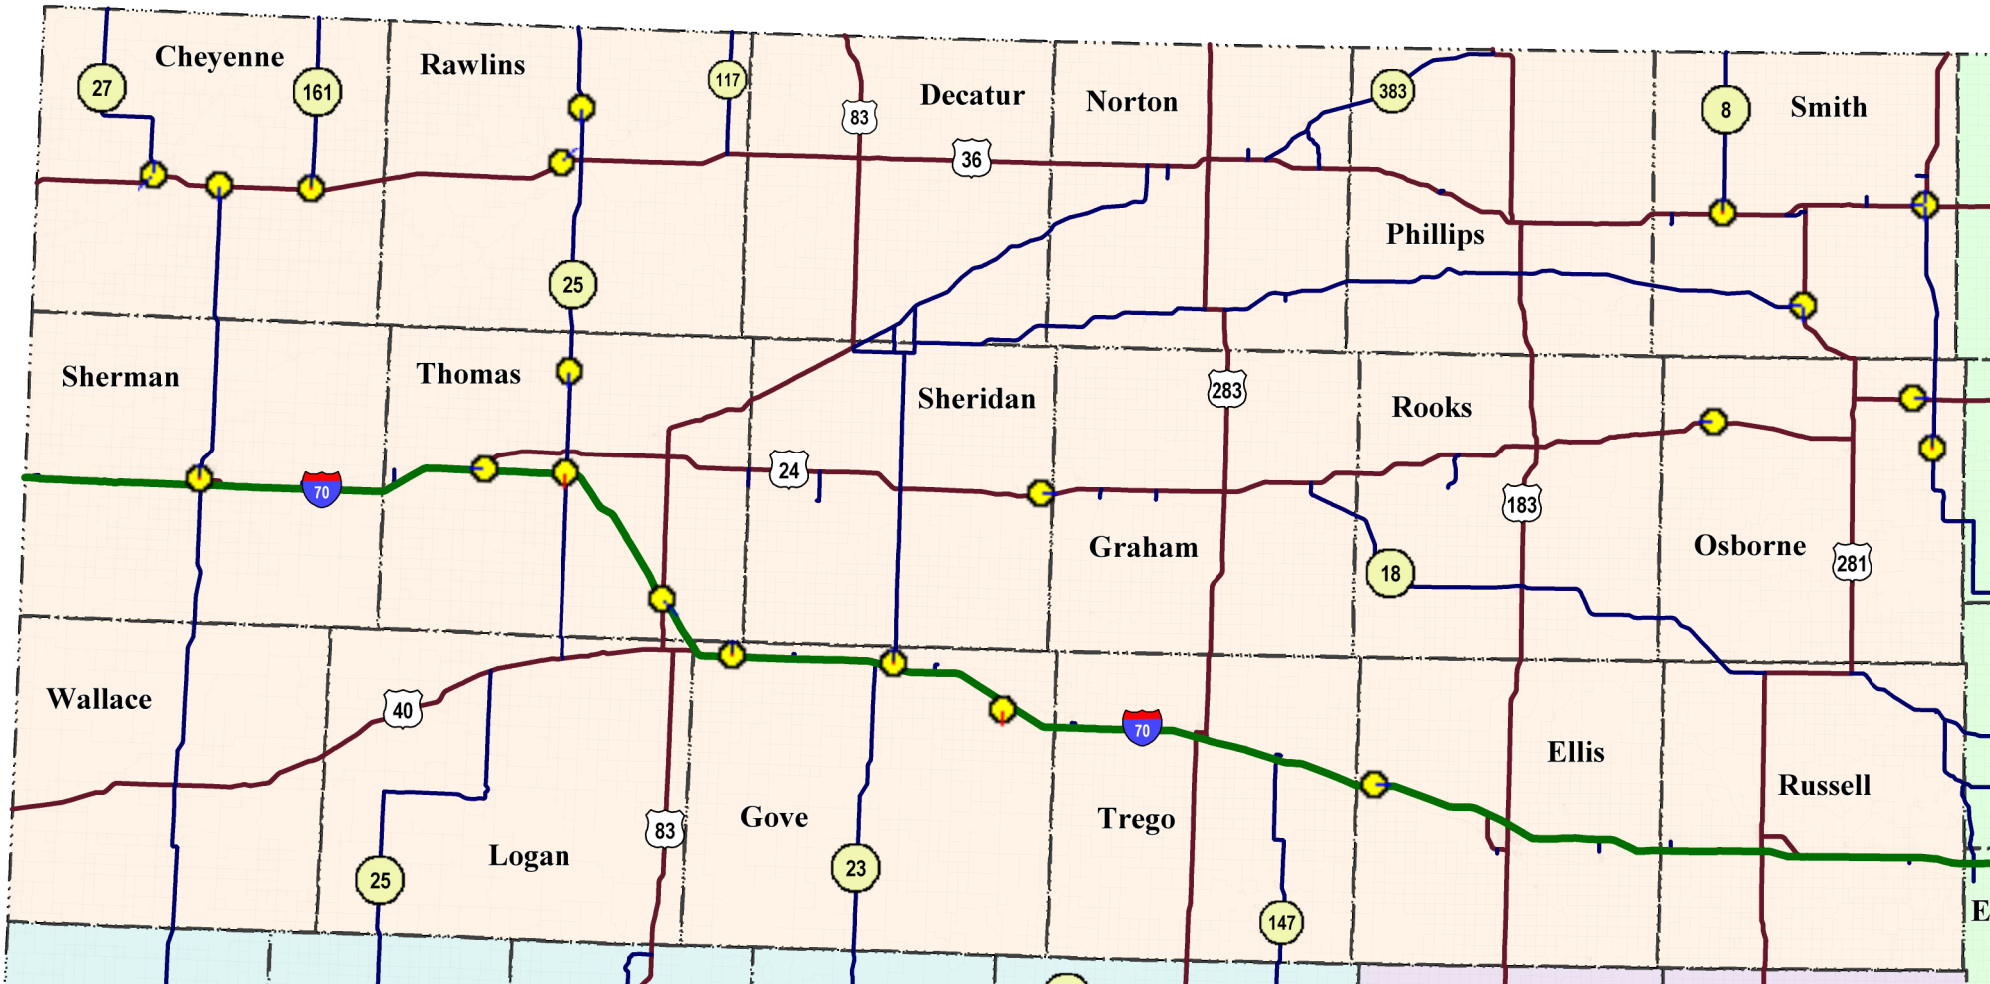 Cheyenne
Rawlins
27
161
117
83
Decatur
Norton
383
8
Smith
36
Phillips
25
Sherman
Thomas
Sheridan
283
Rooks
70
24
183
Graham
18
Osborne
281
Wallace
40
70
Ellis
Russell
83
Gove
Trego
Logan
25
23
147
E